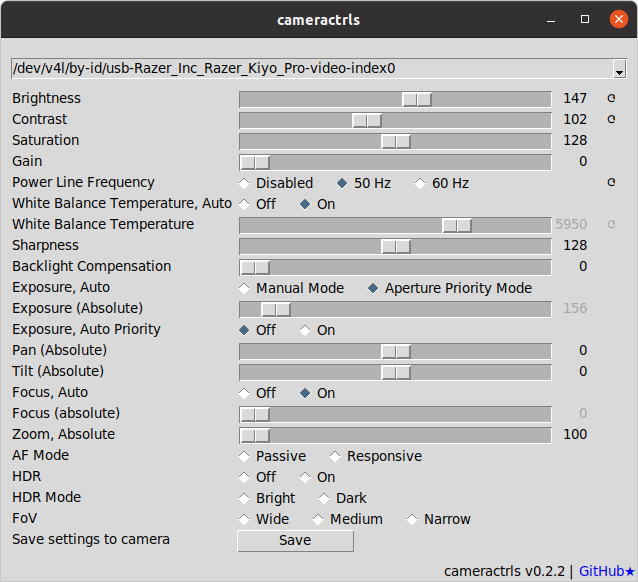 cameractrls
/dev/v4l/by-id/usb-Razer_Inc_Razer_Kiyo_Pro-video-index0
Brightness 147
Contrast 102
Saturation 128
Gain 0
Power Line Frequency Disabled 50 Hz 60 Hz
White Balance Temperature, Auto Off On
White Balance Temperature 5950
Sharpness 128
Backlight Compensation 0
Exposure, Auto Manual Mode Aperture Priority Mode
Exposure (Absolute) 156
Exposure, Auto Priority Off On
Pan (Absolute) 0
Tilt (Absolute) 0
Focus, Auto Off On
Focus (absolute) 0
Zoom, Absolute 100
AF Mode Passive Responsive
HDR Off On
HDR Mode Bright Dark
FoV Wide Medium Narrow
Save settings to camera Save
cameractrls v0.2.2 | GitHub★